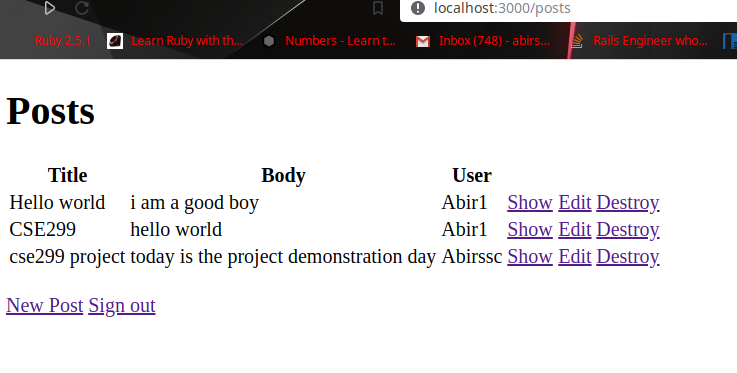 localhost:3000/posts
Ruby 2.5.1 Learn Ruby with th... Numbers - Learn t... Inbox (748) - abirs... Rails Engineer who...
Posts
Title Body User
Hello world i am a good boy Abir1 Show Edit Destroy
CSE299 hello world Abir1 Show Edit Destroy
cse299 project today is the project demonstration day Abirssc Show Edit Destroy
New Post Sign out